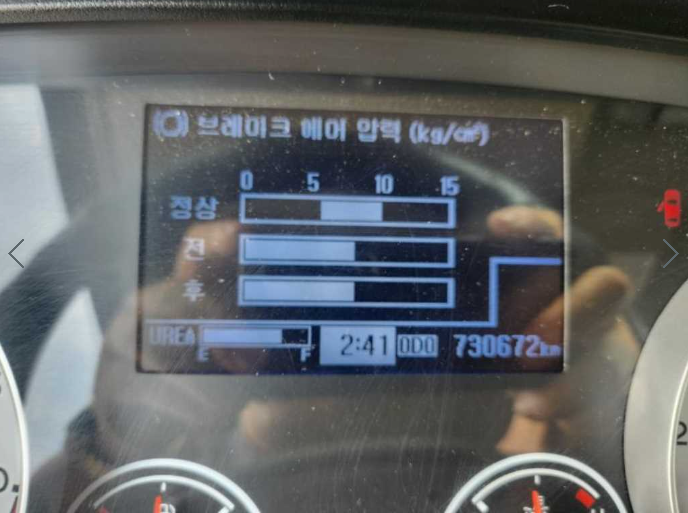 브레이크 에어 압력 (kg/cm²)
0 5 10 15
정상
전
후
UREA E F 2:41 ODO 730672km